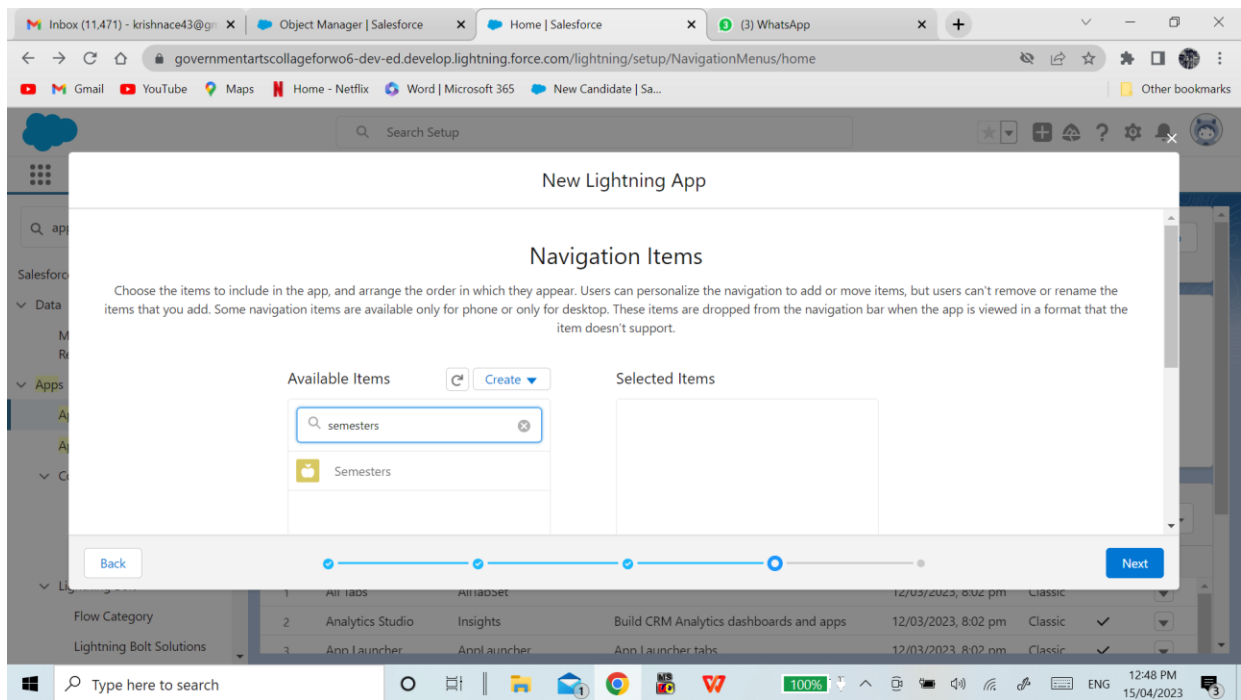 Inbox (11,471) - krishnace43@gn
Object Manager | Salesforce
Home | Salesforce
(3) WhatsApp
governmentartscollageforwo6-dev-ed.develop.lightning.force.com/lightning/setup/NavigationMenus/home
Gmail YouTube Maps Home - Netflix Word | Microsoft 365 New Candidate | Sa... Other bookmarks
Search Setup
New Lightning App
app
Navigation Items
Salesforc
Choose the items to include in the app, and arrange the order in which they appear. Users can personalize the navigation to add or move items, but users can't remove or rename the
items that you add. Some navigation items are available only for phone or only for desktop. These items are dropped from the navigation bar when the app is viewed in a format that the
item doesn't support.
Data
M
Re
Apps
Available Items Create Selected Items
A
semesters
A
Semesters
Co
Back Next
1 All Tabs AllTabSet 12/03/2023, 8:02 pm Classic
Flow Category
2 Analytics Studio Insights Build CRM Analytics dashboards and apps 12/03/2023, 8:02 pm Classic
Lightning Bolt Solutions
3 App Launcher AppLauncher App Launcher tabs 12/03/2023, 8:02 pm Classic
Type here to search
100% ENG 12:48 PM
15/04/2023